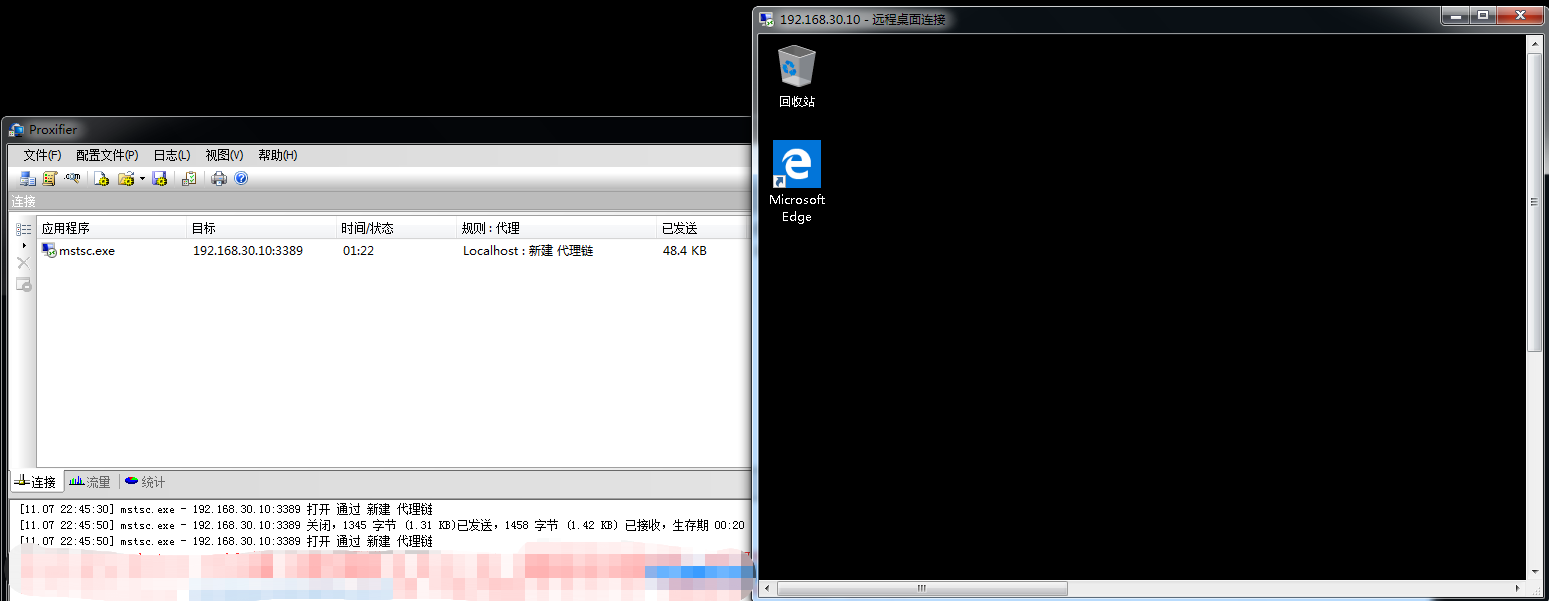 192.168.30.10 - 远程桌面连接
回收站
Microsoft
Edge
Proxifier
文件(F) 配置文件(P) 日志(L) 视图(V) 帮助(H)
连接
应用程序 目标 时间/状态 规则 : 代理 已发送
mstsc.exe 192.168.30.10:3389 01:22 Localhost : 新建 代理链 48.4 KB
连接 流量 统计
[11.07 22:45:30] mstsc.exe - 192.168.30.10:3389 打开 通过 新建 代理链
[11.07 22:45:50] mstsc.exe - 192.168.30.10:3389 关闭，1345 字节 (1.31 KB)已发送，1458 字节 (1.42 KB) 已接收，生存期 00:20
[11.07 22:45:50] mstsc.exe - 192.168.30.10:3389 打开 通过 新建 代理链